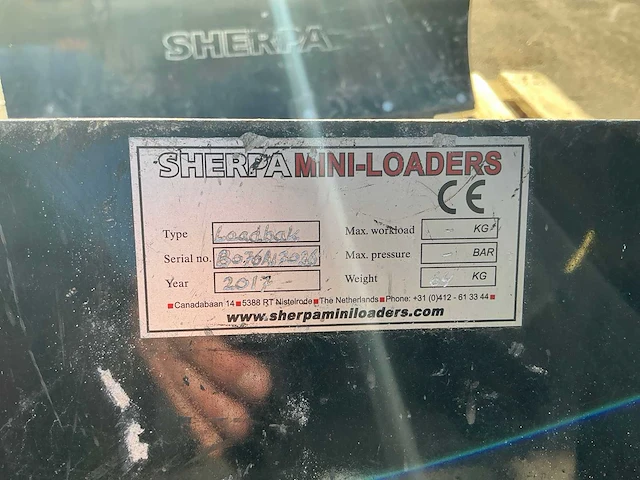 SHERPA
SHERPA MINI-LOADERS
CE
Type Loadbak Max. workload - KG
Serial no. Max. pressure - BAR
Year 2017 Weight KG
Canadabaan 14 ■ 5388 RT Nistelrode ■ The Netherlands ■ Phone: +31 (0)412 - 61 33 44
www.sherpaminiloaders.com